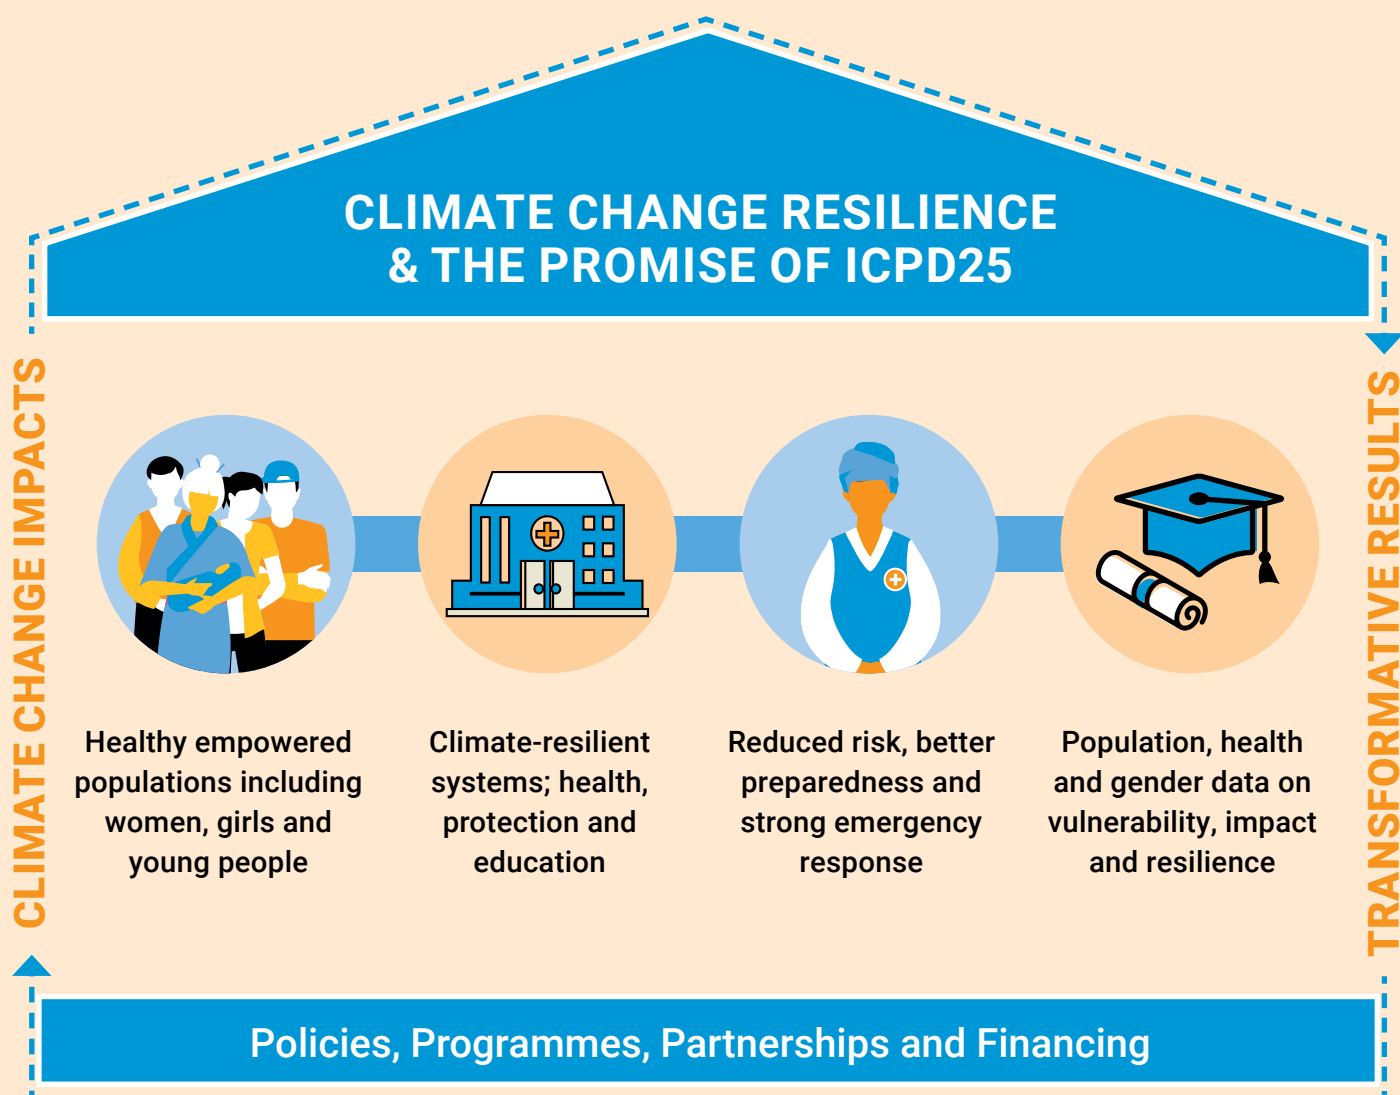 CLIMATE CHANGE RESILIENCE
& THE PROMISE OF ICPD25
CLIMATE CHANGE IMPACTS
Healthy empowered
populations including
women, girls and
young people
Climate-resilient
systems; health,
protection and
education
Reduced risk, better
preparedness and
strong emergency
response
Population, health
and gender data on
vulnerability, impact
and resilience
TRANSFORMATIVE RESULTS
Policies, Programmes, Partnerships and Financing